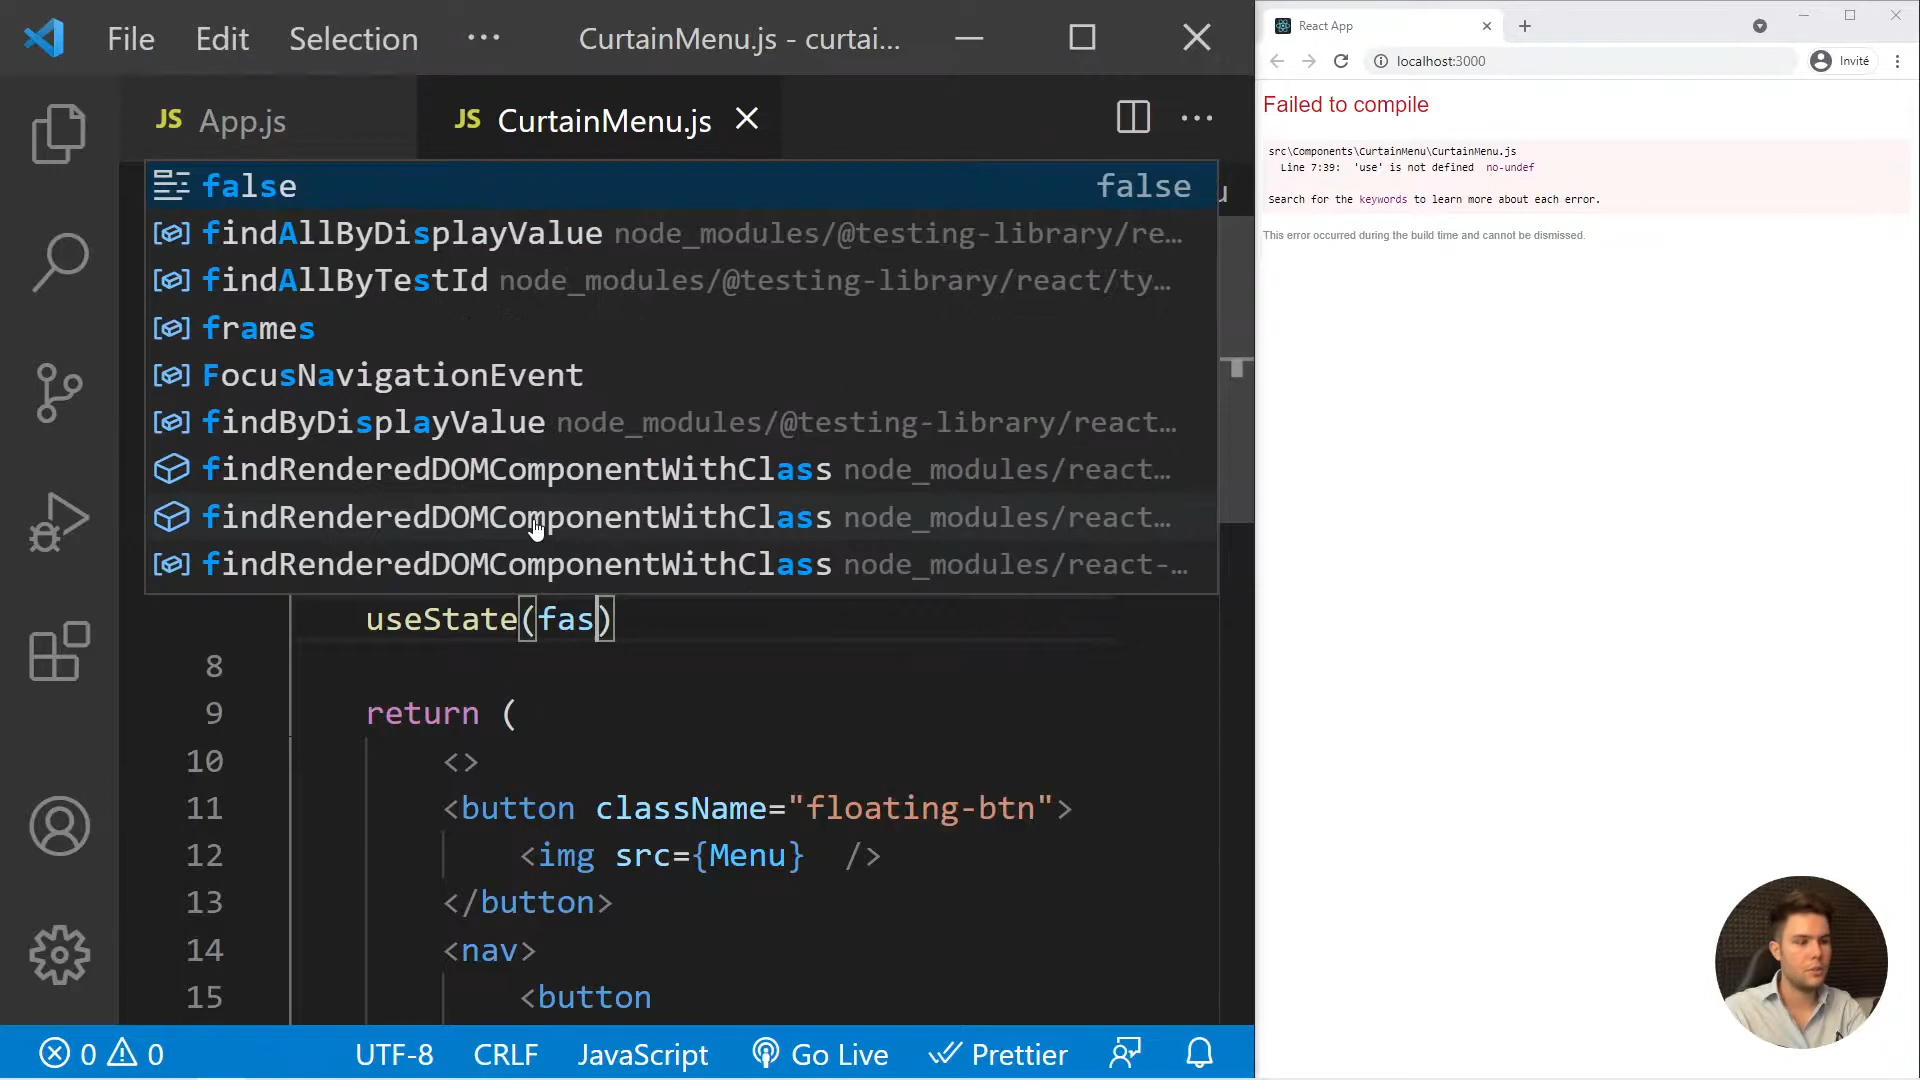 File Edit Selection ··· CurtainMenu.js - curtai...
JS App.js JS CurtainMenu.js
false false
findAllByDisplayValue node_modules/@testing-library/re...
findAllByTestId node_modules/@testing-library/react/ty...
frames
FocusNavigationEvent
findByDisplayValue node_modules/@testing-library/react...
findRenderedDOMComponentWithClass node_modules/react...
findRenderedDOMComponentWithClass node_modules/react...
findRenderedDOMComponentWithClass node_modules/react-...
useState(fas)
8
9 return (
10 <>
11 <button className="floating-btn">
12 <img src={Menu} />
13 </button>
14 <nav>
15 <button
0 0 UTF-8 CRLF JavaScript Go Live Prettier
React App
localhost:3000 Invité
Failed to compile
src\Components\CurtainMenu\CurtainMenu.js
Line 7:39: 'use' is not defined no-undef
Search for the keywords to learn more about each error.
This error occurred during the build time and cannot be dismissed.